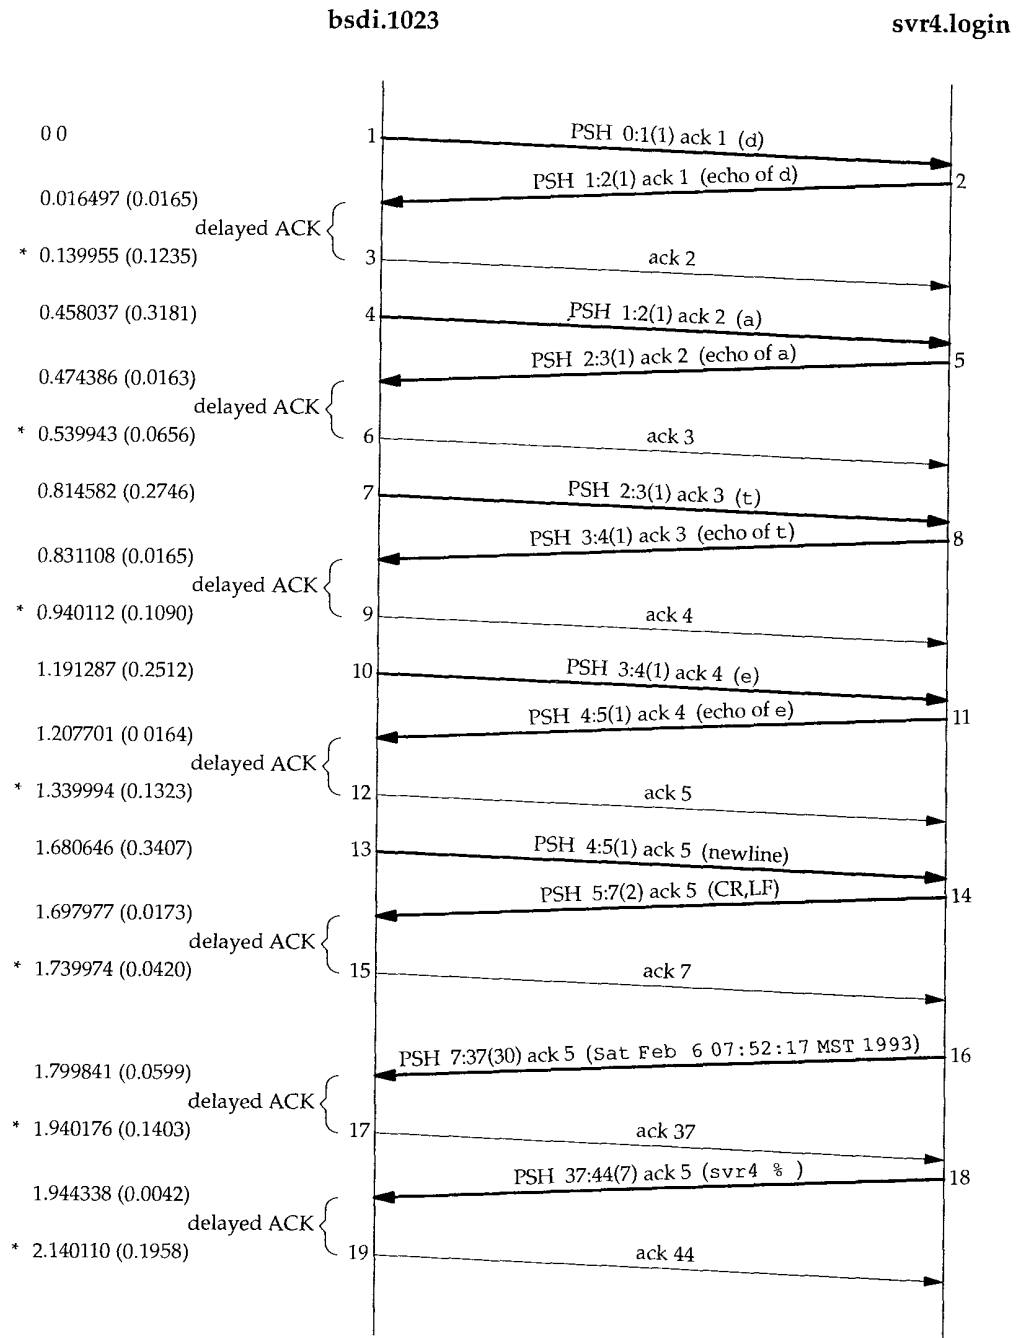 bsdi.1023 svr4.login
0 0
1 PSH 0:1(1) ack 1 (d)
PSH 1:2(1) ack 1 (echo of d) 2
0.016497 (0.0165)
delayed ACK
* 0.139955 (0.1235) 3 ack 2
0.458037 (0.3181) 4 PSH 1:2(1) ack 2 (a)
PSH 2:3(1) ack 2 (echo of a) 5
0.474386 (0.0163)
delayed ACK
* 0.539943 (0.0656) 6 ack 3
0.814582 (0.2746) 7 PSH 2:3(1) ack 3 (t)
PSH 3:4(1) ack 3 (echo of t) 8
0.831108 (0.0165)
delayed ACK
* 0.940112 (0.1090) 9 ack 4
1.191287 (0.2512) 10 PSH 3:4(1) ack 4 (e)
PSH 4:5(1) ack 4 (echo of e) 11
1.207701 (0 0164)
delayed ACK
* 1.339994 (0.1323) 12 ack 5
1.680646 (0.3407) 13 PSH 4:5(1) ack 5 (newline)
PSH 5:7(2) ack 5 (CR,LF) 14
1.697977 (0.0173)
delayed ACK
* 1.739974 (0.0420) 15 ack 7
PSH 7:37(30) ack 5 (Sat Feb 6 07:52:17 MST 1993) 16
1.799841 (0.0599)
delayed ACK
* 1.940176 (0.1403) 17 ack 37
PSH 37:44(7) ack 5 (svr4 % ) 18
1.944338 (0.0042)
delayed ACK
* 2.140110 (0.1958) 19 ack 44